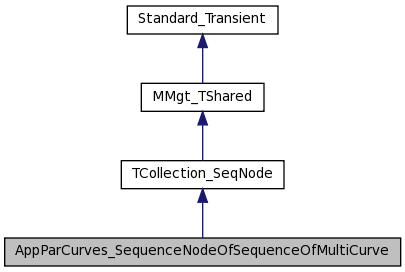 Standard_Transient
MMgt_TShared
TCollection_SeqNode
AppParCurves_SequenceNodeOfSequenceOfMultiCurve